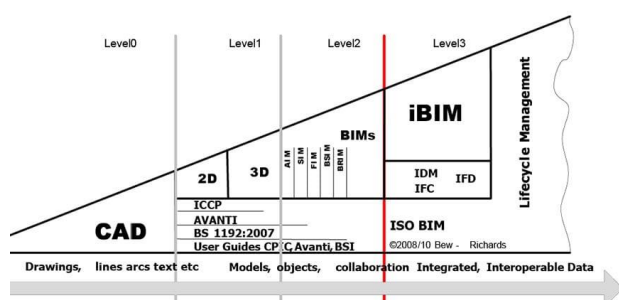 Level0 Level1 Level2 Level3
Lifecycle Management
iBIM
BIMs
AIM
SIM
FIM
BSIM
BRIM
2D
3D
IDM IFD
IFC
ICCP
AVANTI
CAD
BS 1192:2007
ISO BIM
User Guides CPIC, Avanti, BSI
©2008/10 Bew - Richards
Drawings, lines arcs text etc Models, objects, collaboration Integrated, Interoperable Data